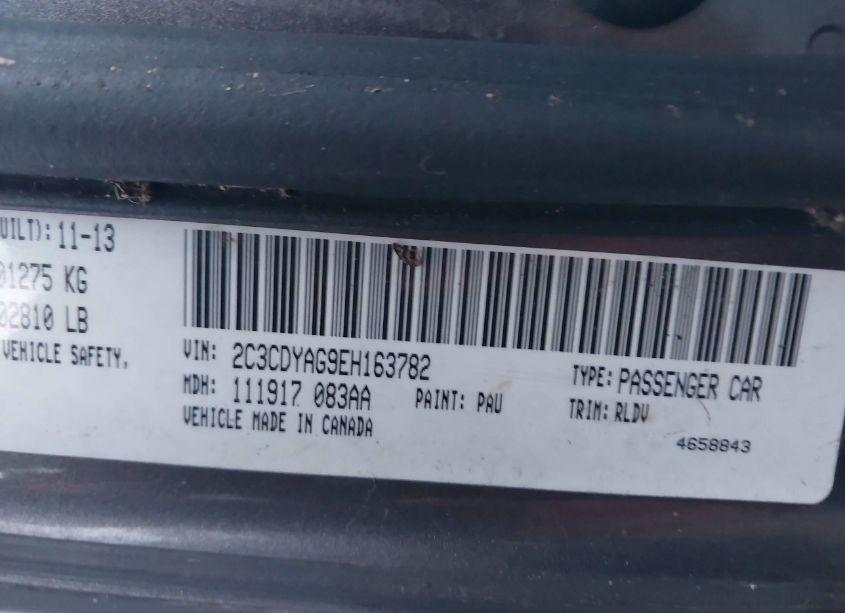 UILT): 11-13
01275 KG
02810 LB
VEHICLE SAFETY,
VIN: 2C3CDYAG9EH163782
TYPE: PASSENGER CAR
MDH: 111917 083AA
PAINT: PAU
TRIM: RLDV
VEHICLE MADE IN CANADA
4658843